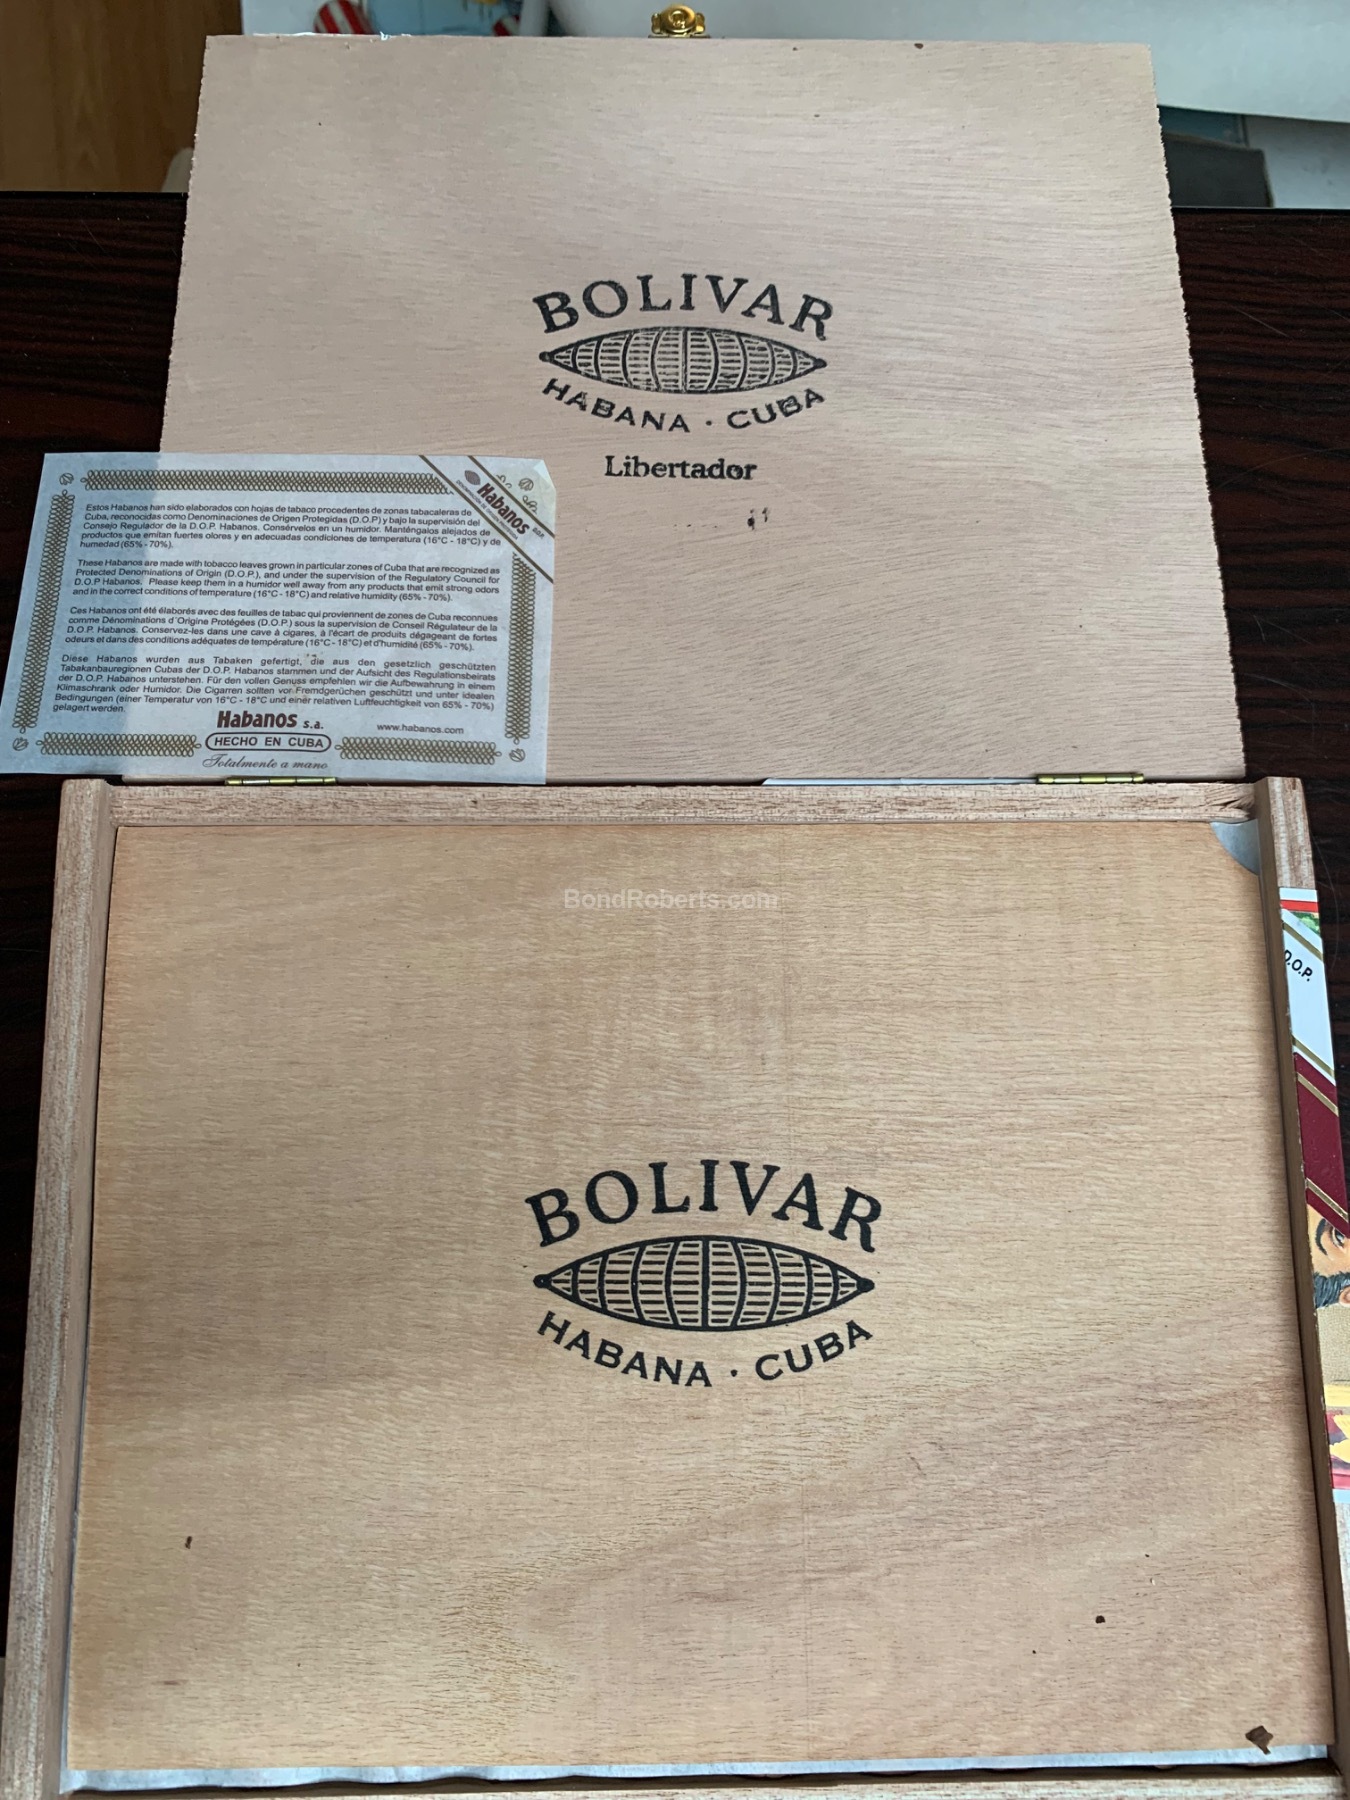 BOLIVAR
HABANA · CUBA
Libertador
Habanos
Estos Habanos han sido elaborados con hojas de tabaco procedentes de zonas tabacaleras de
Cuba, reconocidas como Denominaciones de Origen Protegidas (D.O.P) y bajo la supervisión del
Consejo Regulador de la D.O.P. Habanos. Consérvelos en un humidor. Manténgalos alejados de
productos que emitan fuertes olores y en adecuadas condiciones de temperatura (16°C - 18°C) y de
humedad (65% - 70%).
These Habanos are made with tobacco leaves grown in particular zones of Cuba that are recognized as
Protected Denominations of Origin (D.O.P.), and under the supervision of the Regulatory Council for
D.O.P Habanos. Please keep them in a humidor well away from any products that emit strong odors
and in the correct conditions of temperature (16°C - 18°C) and relative humidity (65% - 70%).
Ces Habanos ont été élaborés avec des feuilles de tabac qui proviennent de zones de Cuba reconnues
comme Dénominations d´Origine Protégées (D.O.P.) sous la supervision de Conseil Régulateur de la
D.O.P. Habanos. Conservez-les dans une cave à cigares, à l'écart de produits dégageant de fortes
odeurs et dans des conditions adéquates de température (16°C - 18°C) et d'humidité (65% - 70%).
Diese Habanos wurden aus Tabaken gefertigt, die aus den gesetzlich geschützten
Tabakanbauregionen Cubas der D.O.P. Habanos stammen und der Aufsicht des Regulationsbeirats
der D.O.P. Habanos unterstehen. Für den vollen Genuss empfehlen wir die Aufbewahrung in einem
Klimaschrank oder Humidor. Die Cigarren sollten vor Fremdgerüchen geschützt und unter idealen
Bedingungen (einer Temperatur von 16°C - 18°C und einer relativen Luftfeuchtigkeit von 65% - 70%)
gelagert werden.
Habanos s.a.
www.habanos.com
HECHO EN CUBA
Totalmente a mano
BondRoberts.com
D.O.P.
BOLIVAR
HABANA · CUBA